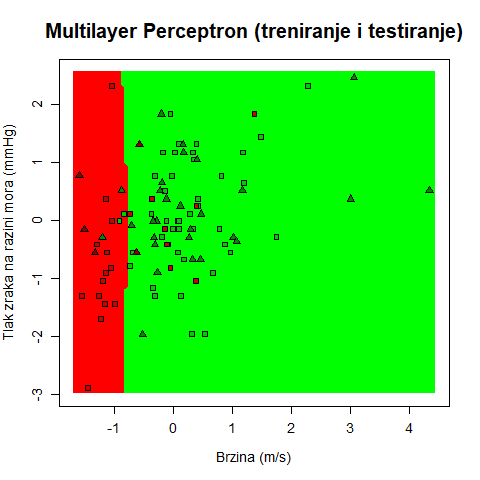 Multilayer Perceptron (treniranje i testiranje)
Tlak zraka na razini mora (mmHg)
2
1
0
-1
-2
-3
-1 0 1 2 3 4
Brzina (m/s)